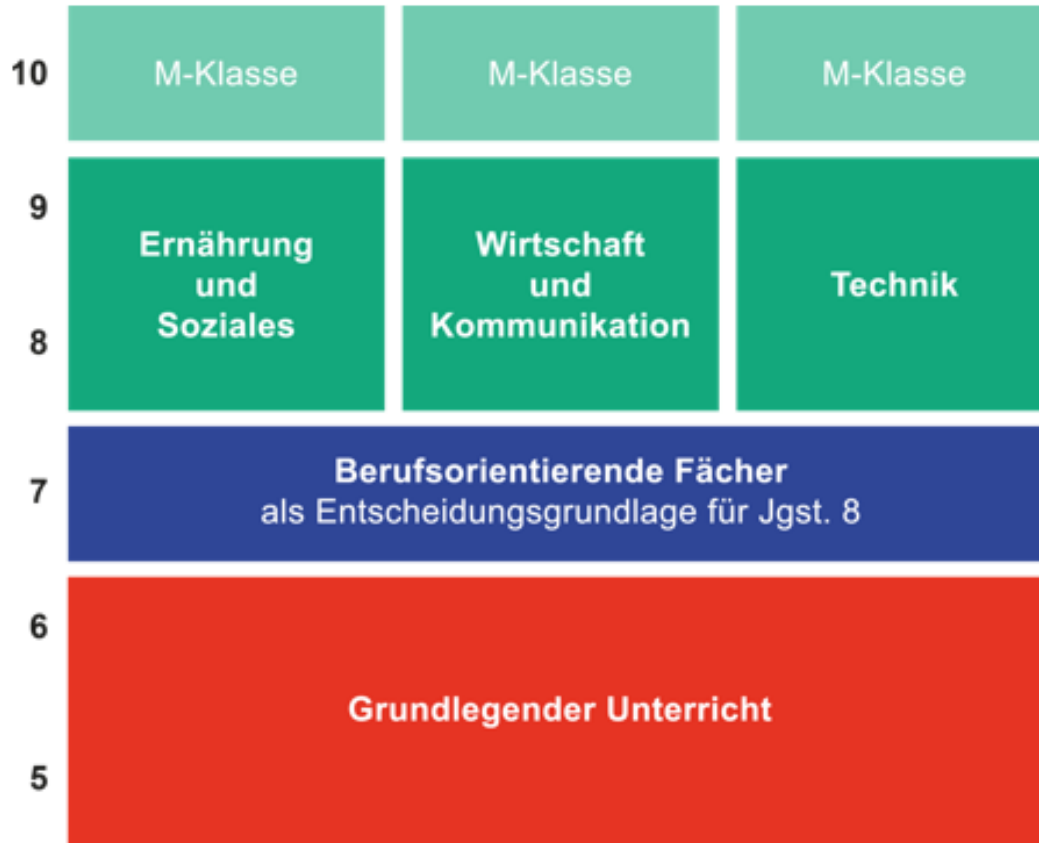 10
M-Klasse
M-Klasse
M-Klasse
9
8
Ernährung
und
Soziales
Wirtschaft
und
Kommunikation
Technik
7
Berufsorientierende Fächer
als Entscheidungsgrundlage für Jgst. 8
6
Grundlegender Unterricht
5